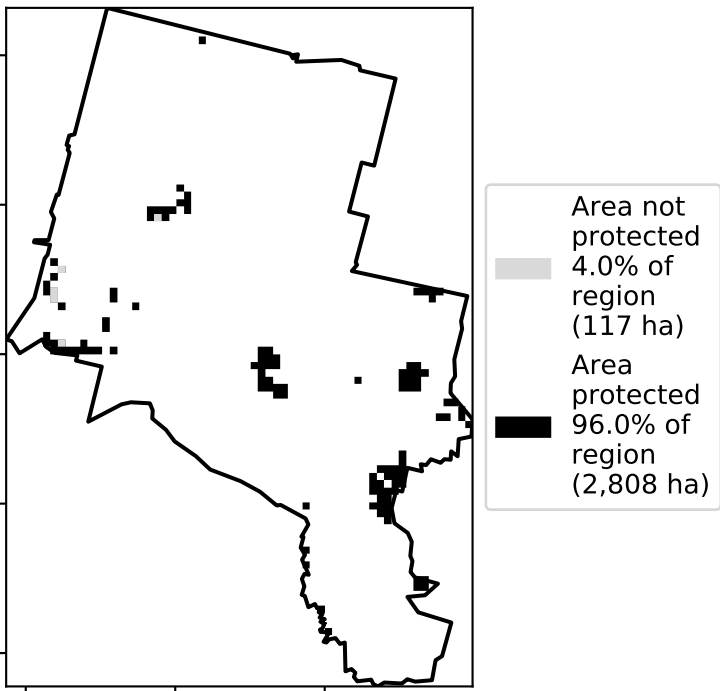 Area not
protected
4.0% of
region
(117 ha)
Area
protected
96.0% of
region
(2,808 ha)